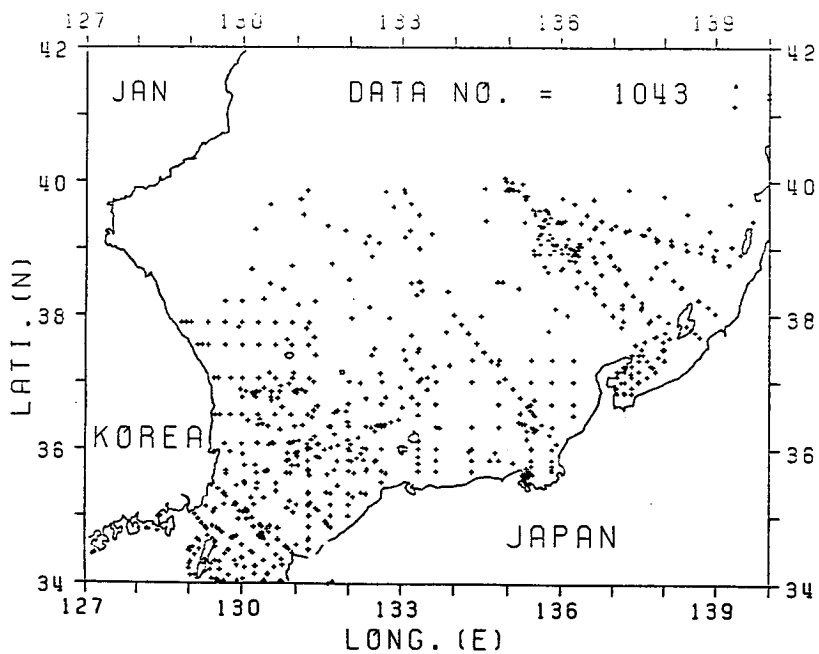 127 130 133 136 139
42 42
JAN DATA NO. = 1043
40 40
38 38
LATI.(N)
KOREA
36 36
JAPAN
34 34
127 130 133 136 139
LONG.(E)